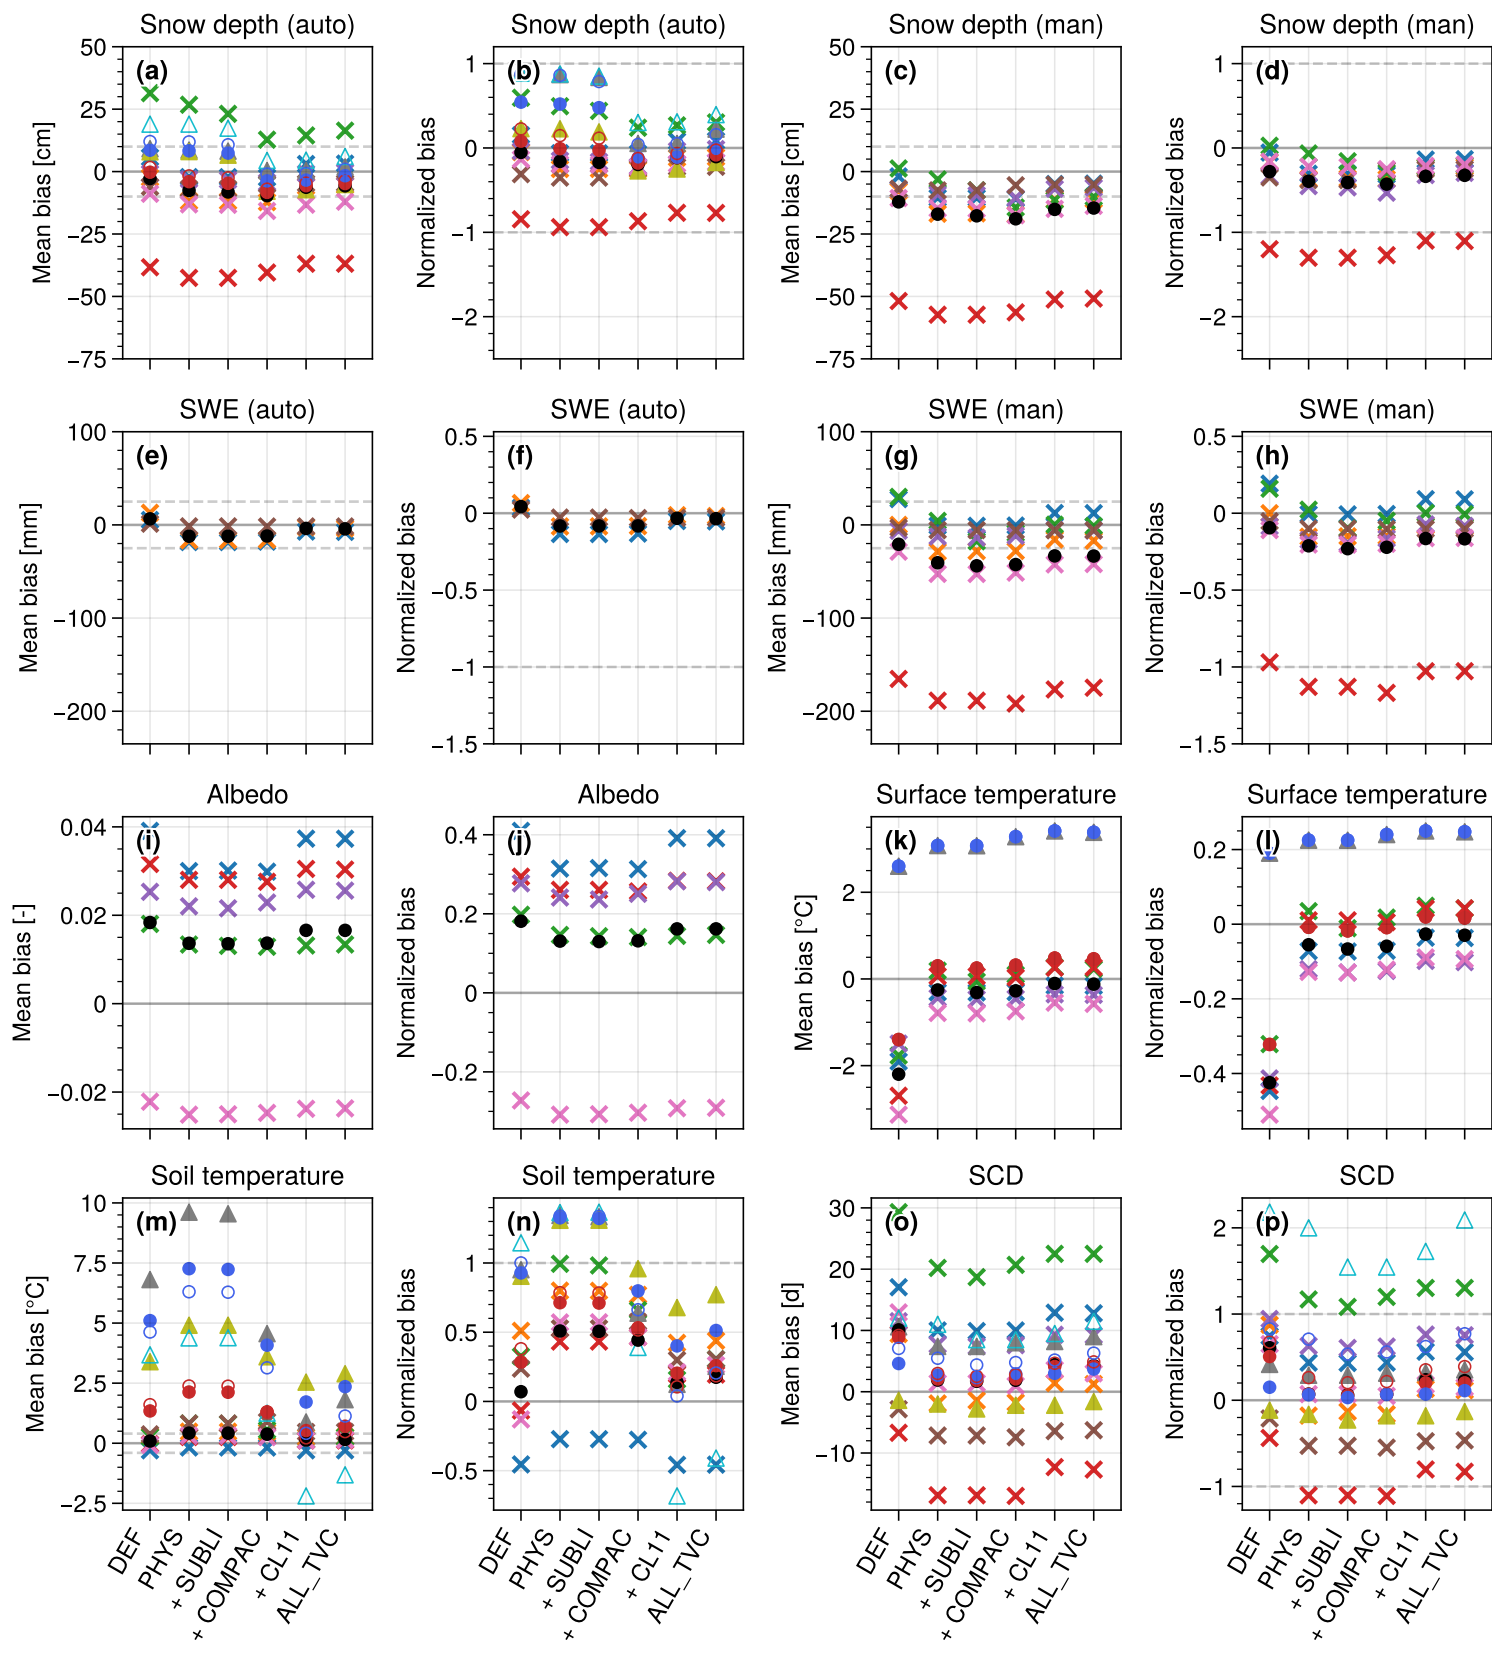 Snow depth (auto)
Snow depth (auto)
Snow depth (man)
Snow depth (man)
(a)
(b)
(c)
(d)
50
25
0
−25
−50
−75
Mean bias [cm]
1
0
−1
−2
Normalized bias
50
25
0
−25
−50
−75
Mean bias [cm]
1
0
−1
−2
Normalized bias
SWE (auto)
SWE (auto)
SWE (man)
SWE (man)
(e)
(f)
(g)
(h)
100
0
−100
−200
Mean bias [mm]
0.5
0
−0.5
−1
−1.5
Normalized bias
100
0
−100
−200
Mean bias [mm]
0.5
0
−0.5
−1
−1.5
Normalized bias
Albedo
Albedo
Surface temperature
Surface temperature
(i)
(j)
(k)
(l)
0.04
0.02
0
−0.02
Mean bias [-]
0.4
0.2
0
−0.2
Normalized bias
2
0
−2
Mean bias [°C]
0.2
0
−0.2
−0.4
Normalized bias
Soil temperature
Soil temperature
SCD
SCD
(m)
(n)
(o)
(p)
10
7.5
5
2.5
0
−2.5
Mean bias [°C]
1
0.5
0
−0.5
Normalized bias
30
20
10
0
−10
Mean bias [d]
2
1
0
−1
Normalized bias
DEF
PHYS
+ SUBLI
+ COMPAC
+ CL11
ALL_TVC
DEF
PHYS
+ SUBLI
+ COMPAC
+ CL11
ALL_TVC
DEF
PHYS
+ SUBLI
+ COMPAC
+ CL11
ALL_TVC
DEF
PHYS
+ SUBLI
+ COMPAC
+ CL11
ALL_TVC